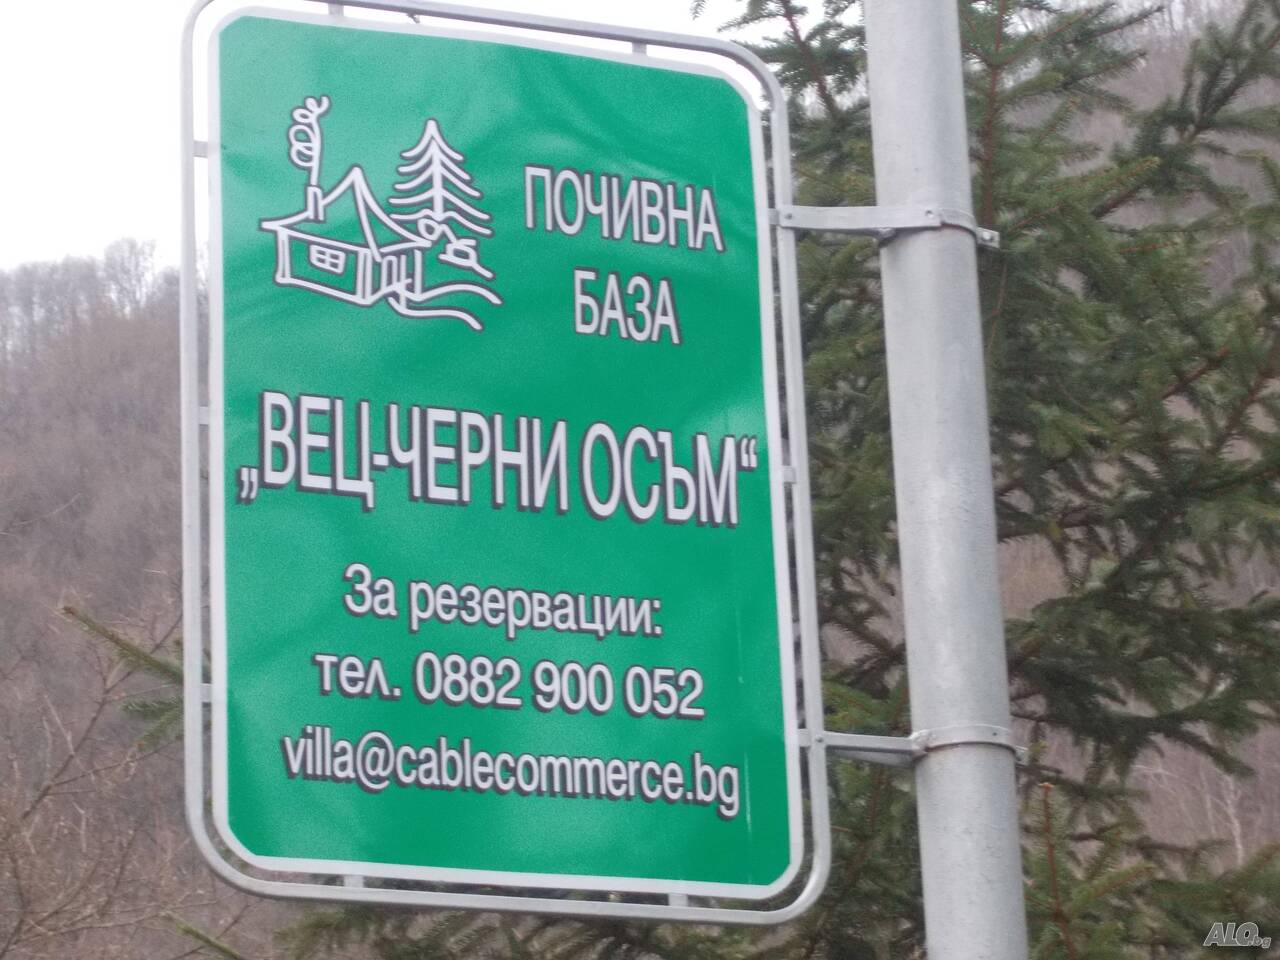 ПОЧИВНА
БАЗА
„ВЕЦ-ЧЕРНИ ОСЪМ“
За резервации:
тел. 0882 900 052
villa@cablecommerce.bg
ALO.bg